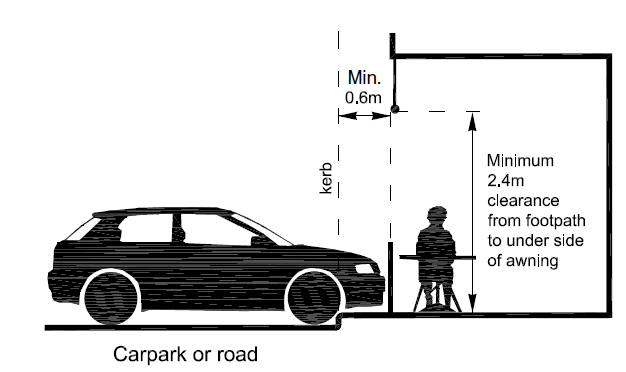 Min.
0.6m
kerb
Minimum
2.4m
clearance
from footpath
to under side
of awning
Carpark or road